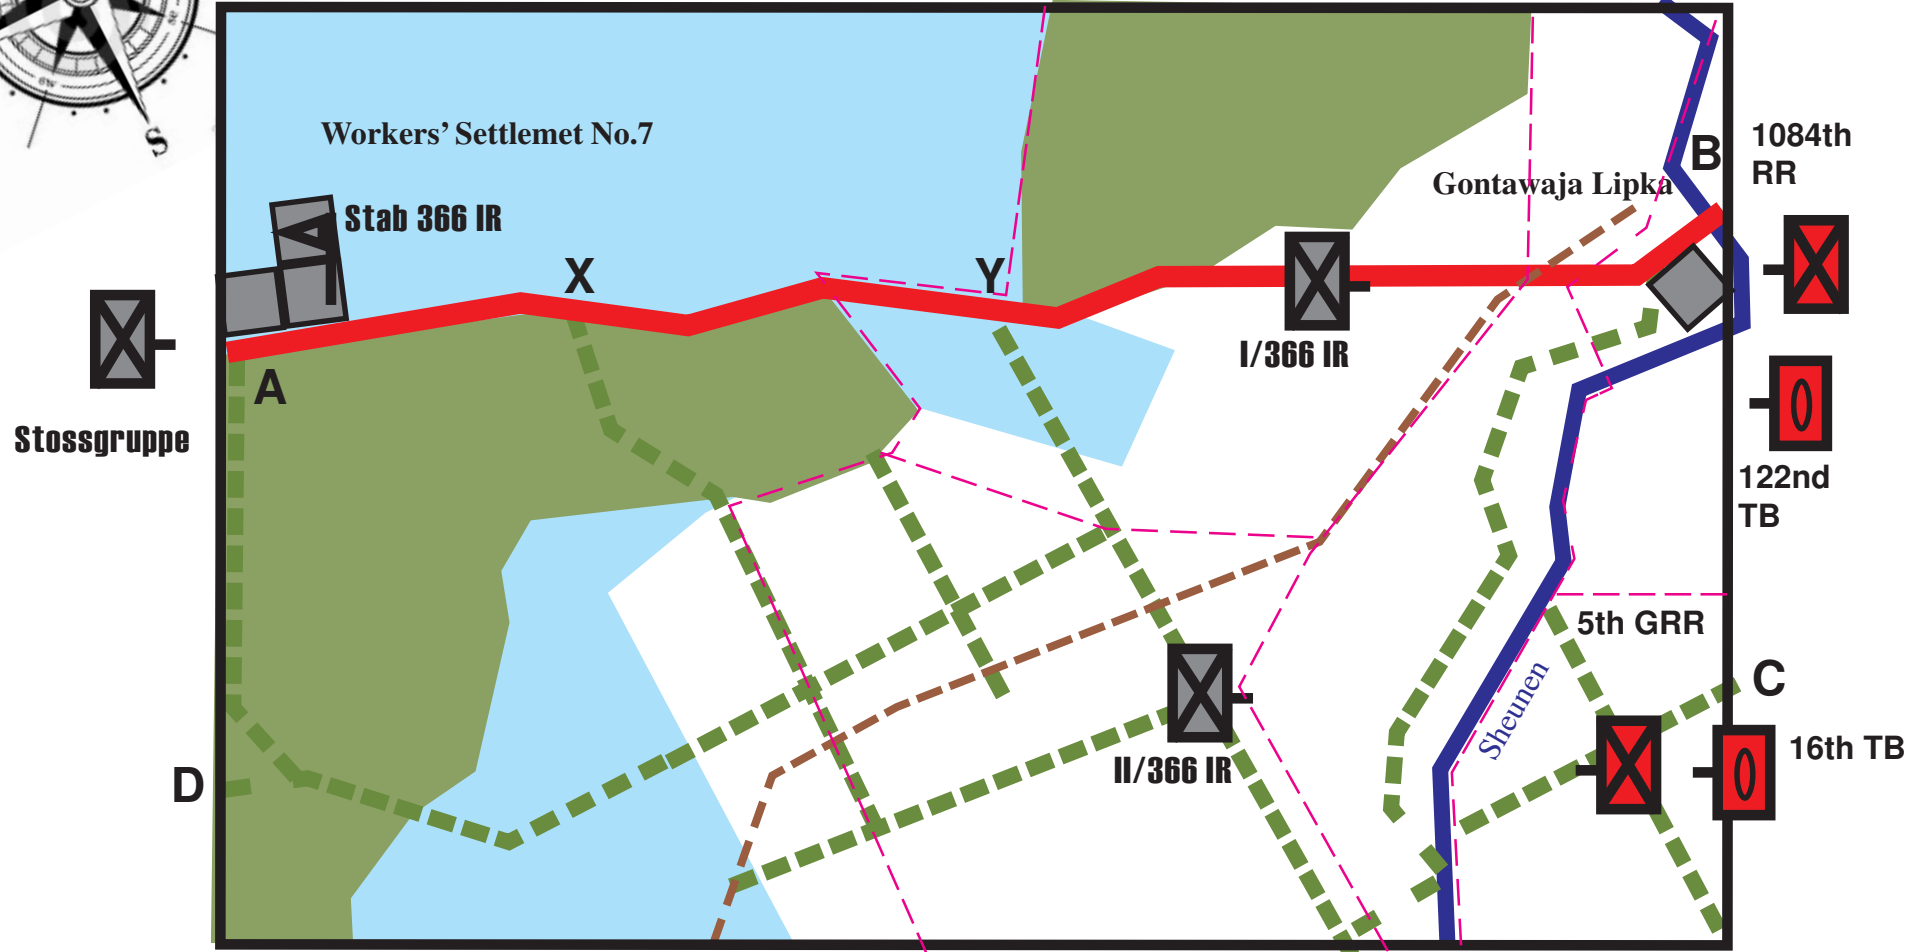 S
Workers' Settlemet No.7
Stab 366 IR
X
Y
Gontawaja Lipka
B
1084th
RR
A
Stossgruppe
I/366 IR
122nd
TB
5th GRR
C
Sheunen
16th TB
D
II/366 IR